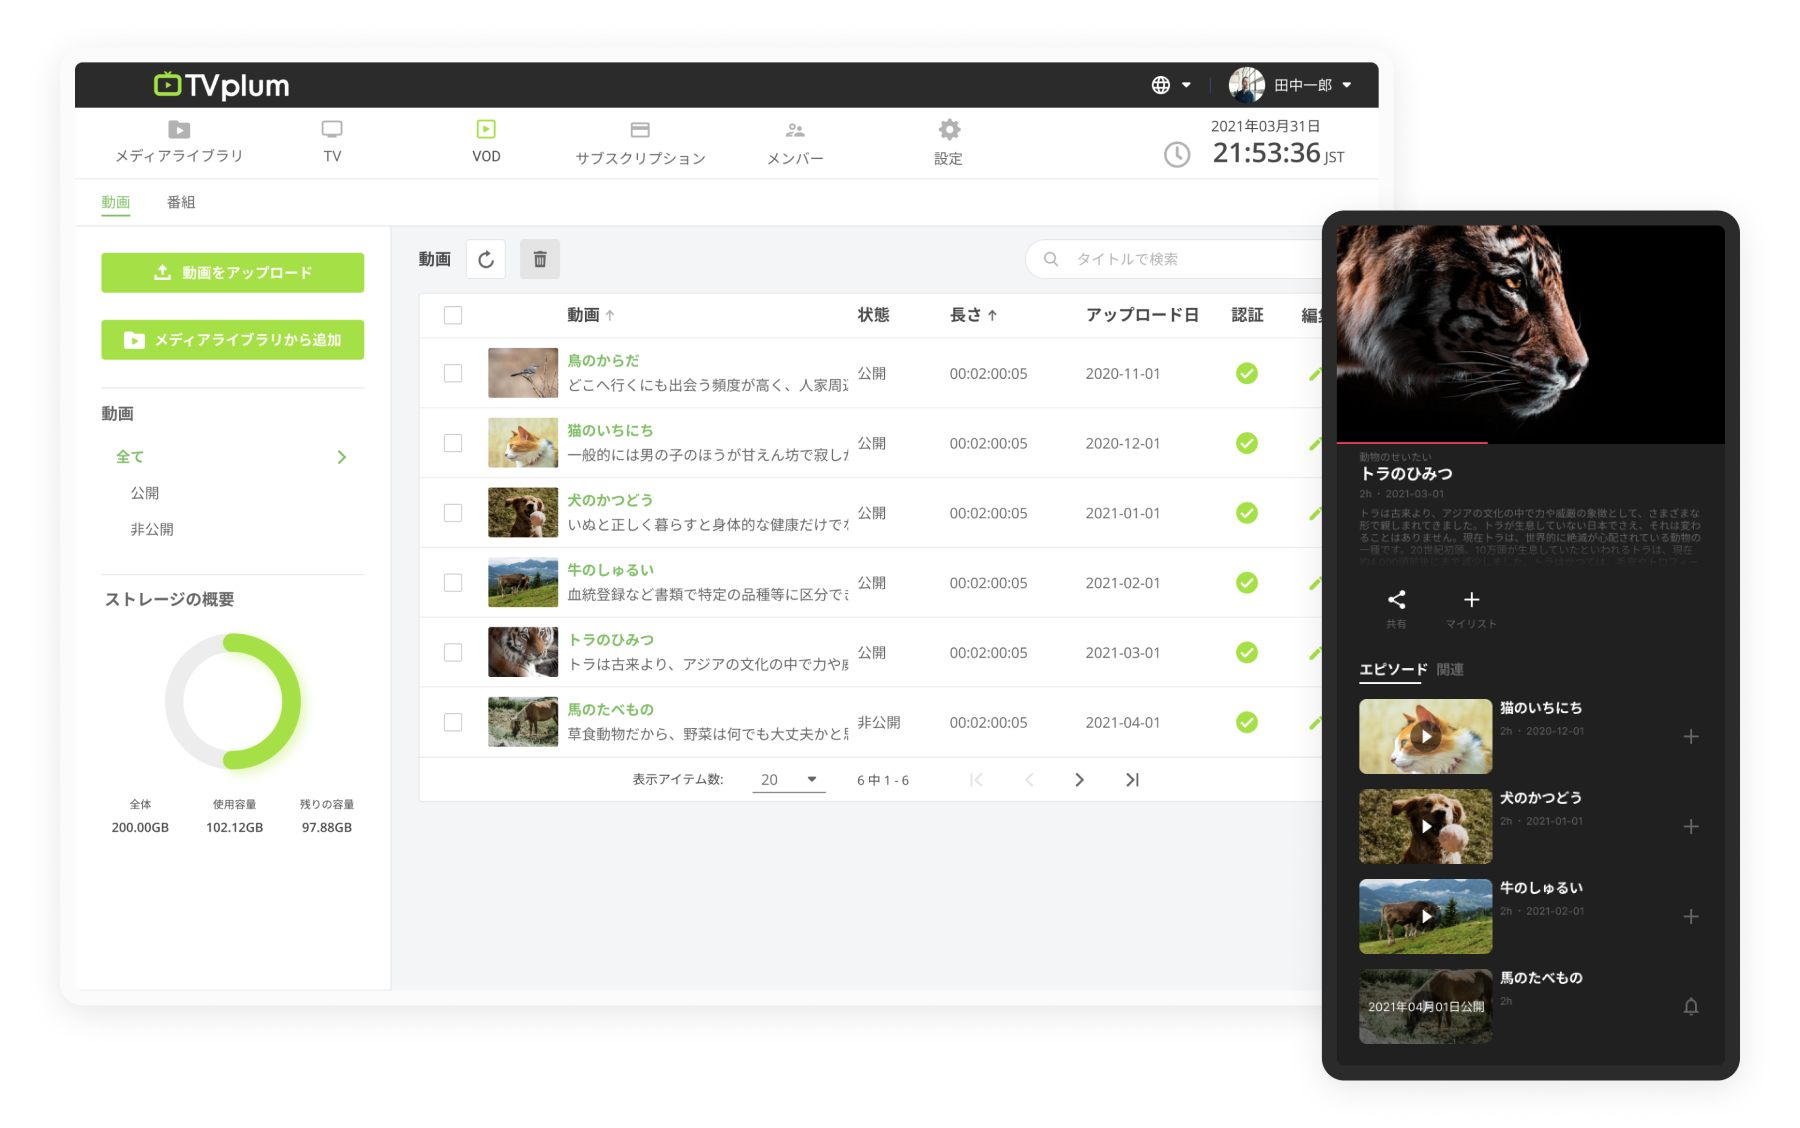 TVplum
田中一郎
メディアライブラリ
TV
VOD
サブスクリプション
メンバー
設定
2021年03月31日
21:53:36 JST
動画
番組
動画をアップロード
メディアライブラリから追加
動画
全て
公開
非公開
ストレージの概要
全体
使用容量
残りの容量
200.00GB
102.12GB
97.88GB
動画
タイトルで検索
動画
状態
長さ
アップロード日
認証
鳥のからだ
どこへ行くにも出会う頻度が高く、人家周
公開
00:02:00:05
2020-11-01
猫のいちにち
一般的には男の子のほうが甘えん坊で寂し
公開
00:02:00:05
2020-12-01
犬のかつどう
いぬと正しく暮らすと身体的な健康だけで
公開
00:02:00:05
2021-01-01
牛のしゅるい
血統登録など書類で特定の品種等に区分で
公開
00:02:00:05
2021-02-01
トラのひみつ
トラは古来より、アジアの文化の中で力や
公開
00:02:00:05
2021-03-01
馬のたべもの
草食動物だから、野菜は何でも大丈夫かと
非公開
00:02:00:05
2021-04-01
表示アイテム数:
20
6 中 1 - 6
動物のせいたい
トラのひみつ
2h・2021-03-01
トラは古来より、アジアの文化の中で力や威厳の象徴として、さまざまな
形で親しまれてきました。トラが生息していない日本でさえ、それは変わ
ることはありません。現在トラは、世界的に絶滅が心配されている動物の
一種です。20世紀初頭、10万頭が生息していたといわれるトラは、現在
共有
マイリスト
エピソード
関連
猫のいちにち
2h・2020-12-01
犬のかつどう
2h・2021-01-01
牛のしゅるい
2h・2021-02-01
馬のたべもの
2h
2021年04月01日公開